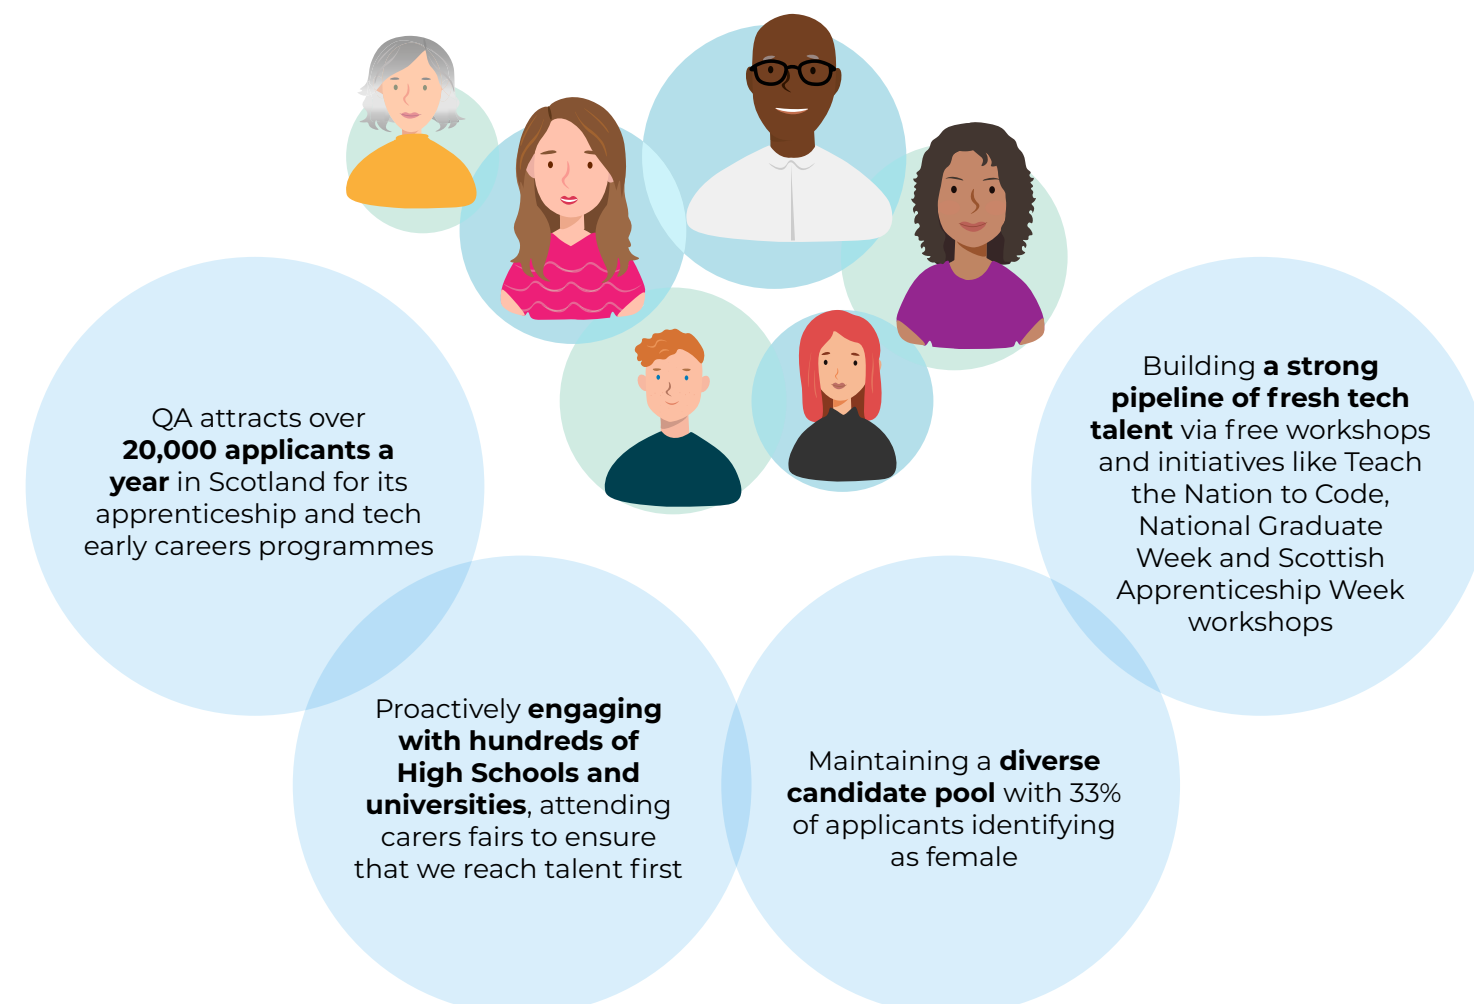 QA attracts over
20,000 applicants a
year in Scotland for its
apprenticeship and tech
early careers programmes
Proactively engaging
with hundreds of
High Schools and
universities, attending
carers fairs to ensure
that we reach talent first
Maintaining a diverse
candidate pool with 33%
of applicants identifying
as female
Building a strong
pipeline of fresh tech
talent via free workshops
and initiatives like Teach
the Nation to Code,
National Graduate
Week and Scottish
Apprenticeship Week
workshops